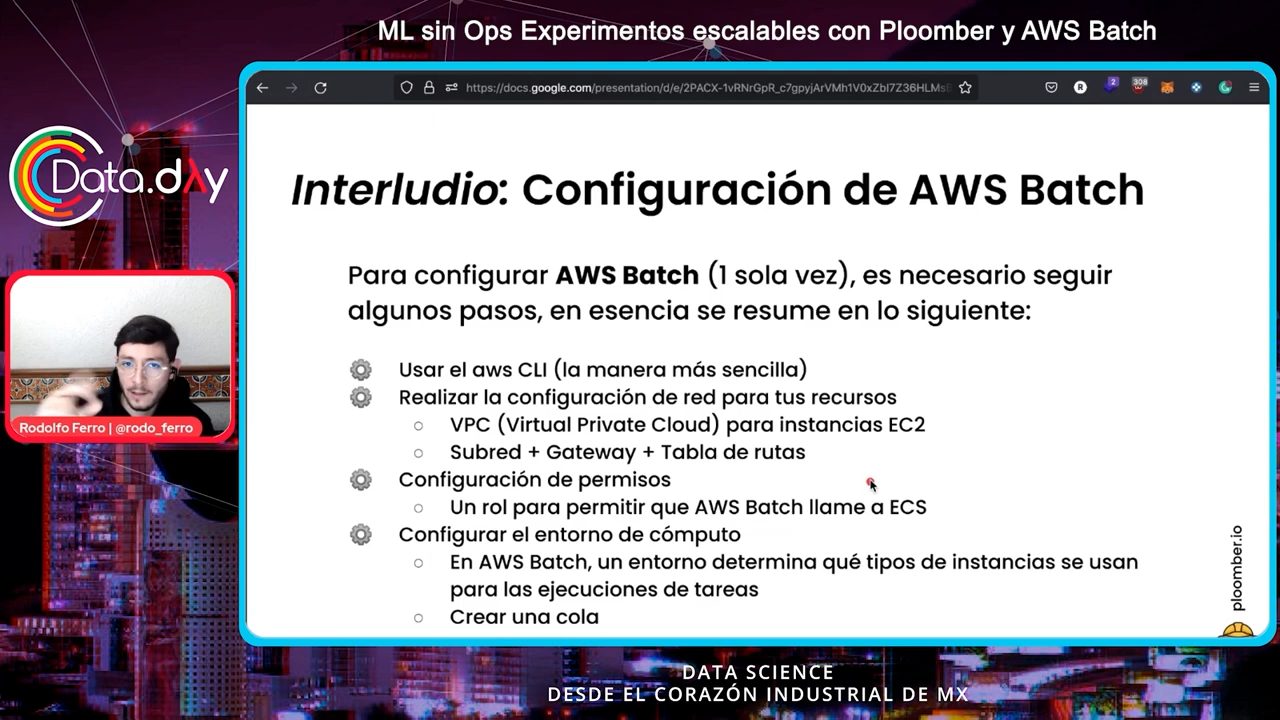 ML sin Ops Experimentos escalables con Ploomber y AWS Batch
https://docs.google.com/presentation/d/e/2PACX-1vRNrGpR_c7gpyjArVMh1V0xZbI7Z36HLMsB
R
2
308
Data.dAy
Interludio: Configuración de AWS Batch
Para configurar AWS Batch (1 sola vez), es necesario seguir
algunos pasos, en esencia se resume en lo siguiente:
Usar el aws CLI (la manera más sencilla)
Realizar la configuración de red para tus recursos
VPC (Virtual Private Cloud) para instancias EC2
Subred + Gateway + Tabla de rutas
Configuración de permisos
Un rol para permitir que AWS Batch llame a ECS
Configurar el entorno de cómputo
En AWS Batch, un entorno determina qué tipos de instancias se usan
para las ejecuciones de tareas
Crear una cola
ploomber.io
Rodolfo Ferro | @rodo_ferro
DATA SCIENCE
DESDE EL CORAZÓN INDUSTRIAL DE MX